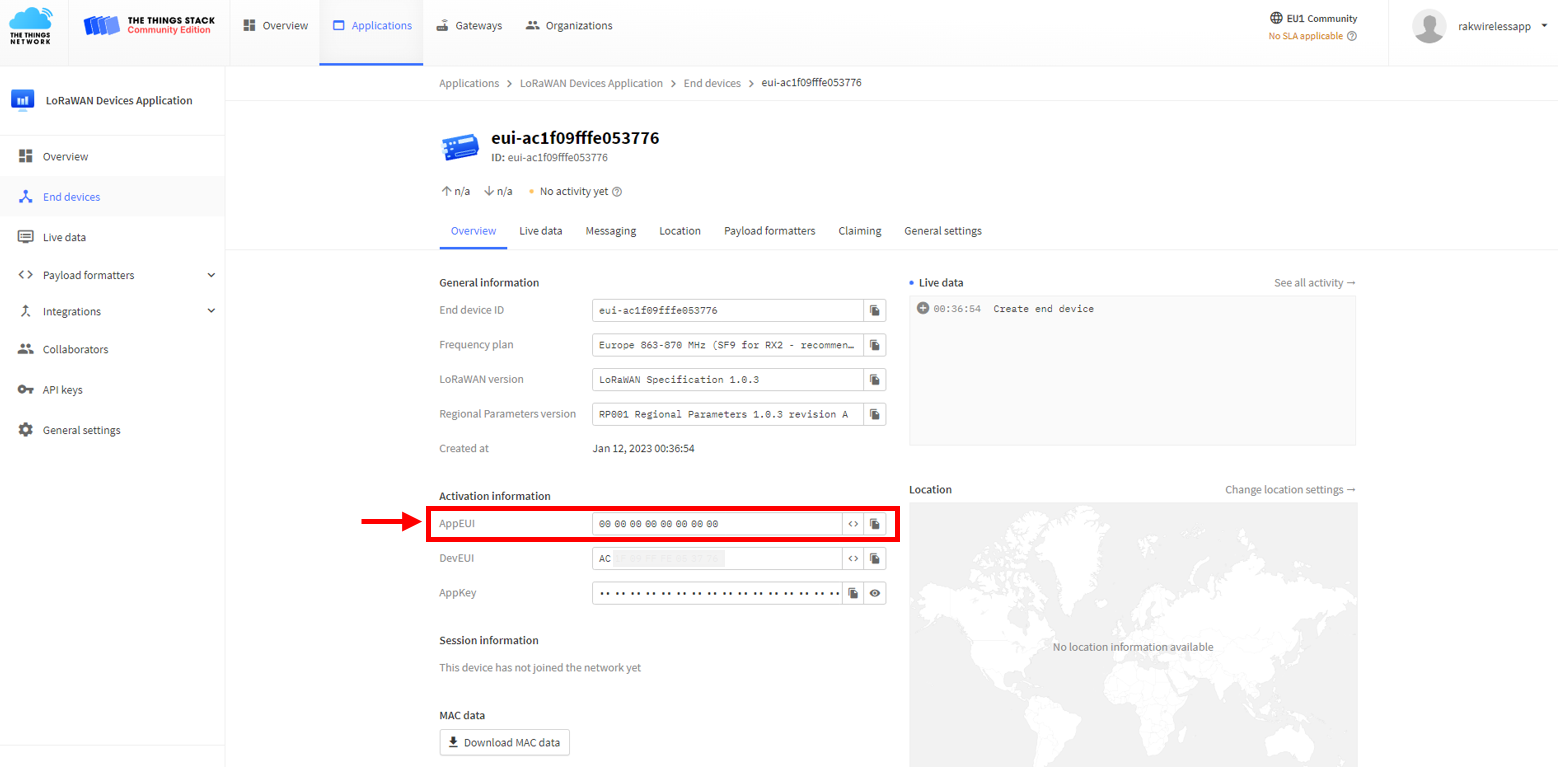 THE THINGS
NETWORK
THE THINGS STACK
Community Edition
Overview
Applications
Gateways
Organizations
EU1 Community
No SLA applicable
rakwirelessapp
LoRaWAN Devices Application
Overview
End devices
Live data
Payload formatters
Integrations
Collaborators
API keys
General settings
Applications > LoRaWAN Devices Application > End devices > eui-ac1f09fffe053776
eui-ac1f09fffe053776
ID: eui-ac1f09fffe053776
↑ n/a ↓ n/a • No activity yet
Overview Live data Messaging Location Payload formatters Claiming General settings
General information
End device ID eui-ac1f09fffe053776
Frequency plan Europe 863-870 MHz (SF9 for RX2 - recommen…
LoRaWAN version LoRaWAN Specification 1.0.3
Regional Parameters version RP001 Regional Parameters 1.0.3 revision A
Created at Jan 12, 2023 00:36:54
Activation information
AppEUI 00 00 00 00 00 00 00 00
DevEUI AC
AppKey •• •• •• •• •• •• •• •• •• •• •• •• •• •• •• ••
Session information
This device has not joined the network yet
MAC data
Download MAC data
Live data See all activity →
00:36:54 Create end device
Location Change location settings →
No location information available